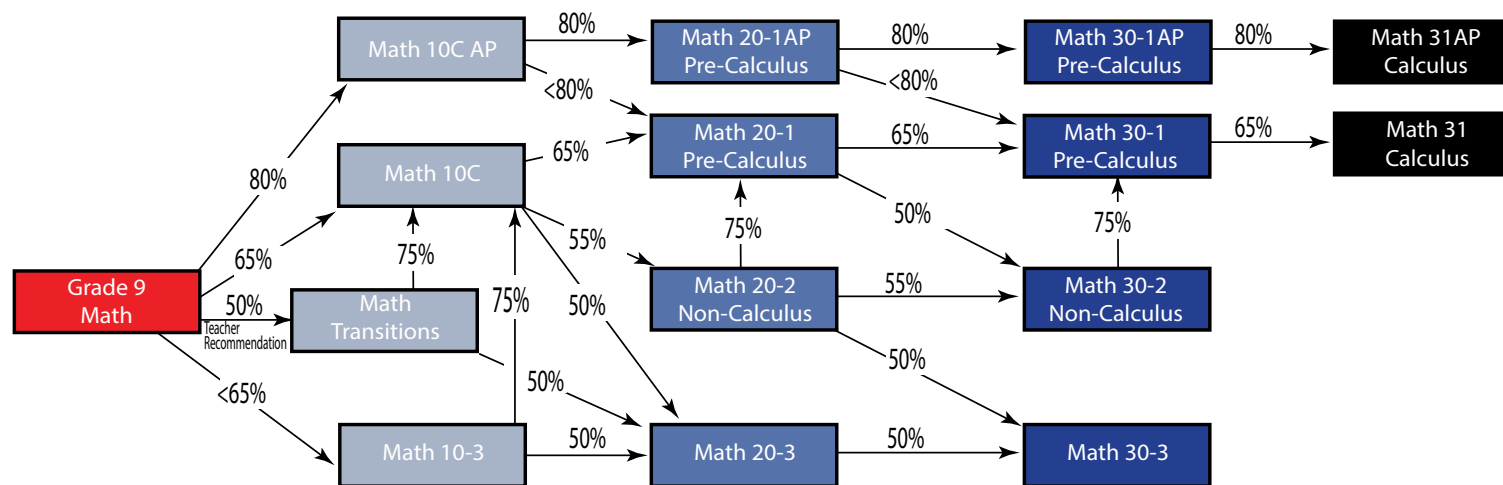 Math 10C AP
80%
Math 20-1AP
Pre-Calculus
80%
Math 30-1AP
Pre-Calculus
80%
Math 31AP
Calculus
<80%
<80%
Math 10C
65%
Math 20-1
Pre-Calculus
65%
Math 30-1
Pre-Calculus
65%
Math 31
Calculus
80%
65%
75%
55%
75%
50%
75%
Grade 9
Math
50%
Teacher
Recommendation
Math
Transitions
75%
50%
Math 20-2
Non-Calculus
55%
Math 30-2
Non-Calculus
<65%
50%
50%
Math 10-3
50%
Math 20-3
50%
Math 30-3